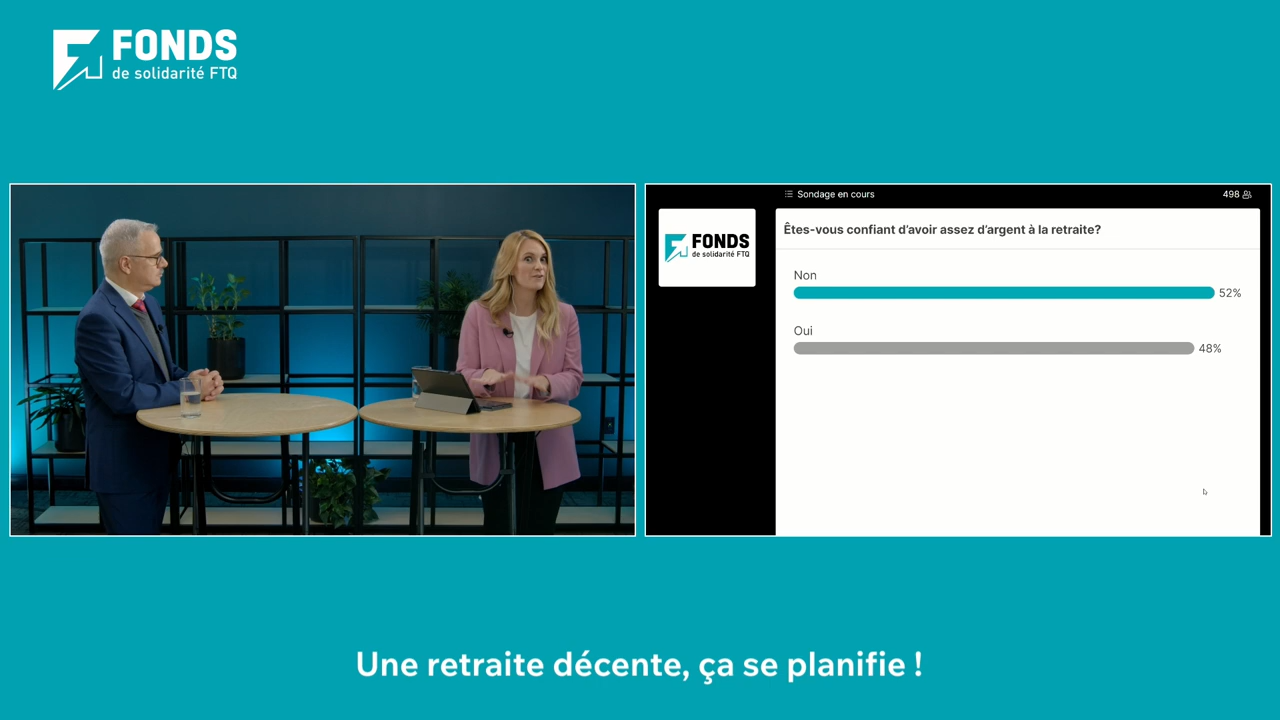 FONDS
de solidarité FTQ
Sondage en cours
498
FONDS
de solidarité FTQ
Êtes-vous confiant d’avoir assez d’argent à la retraite?
Non
52%
Oui
48%
Une retraite décente, ça se planifie !